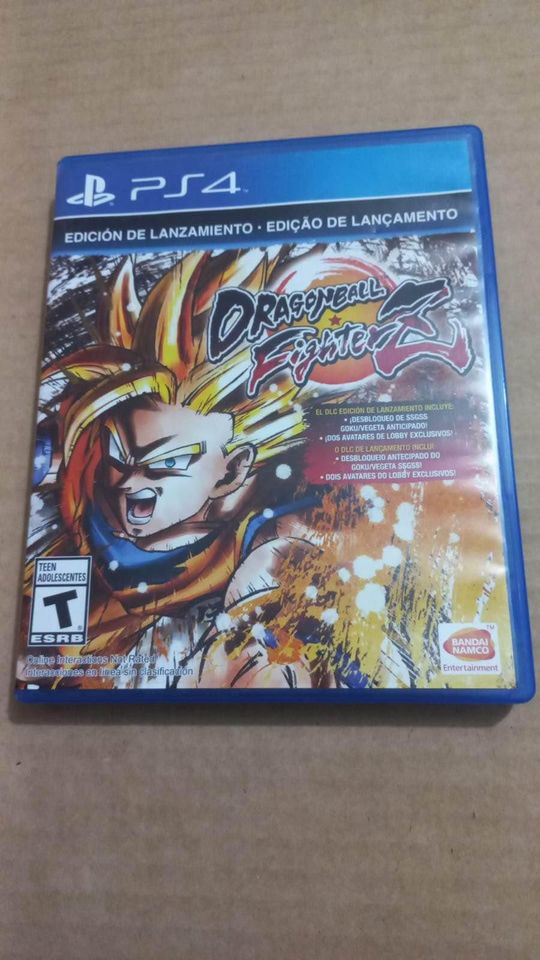 PS4
EDICIÓN DE LANZAMIENTO · EDIÇÃO DE LANÇAMENTO
DRAGONBALL
FighterZ
EL DLC EDICIÓN DE LANZAMIENTO INCLUYE:
• ¡DESBLOQUEO DE SSGSS
GOKU/VEGETA ANTICIPADO!
• ¡DOS AVATARES DE LOBBY EXCLUSIVOS!
O DLC DE LANÇAMENTO INCLUI:
• DESBLOQUEIO ANTECIPADO DO
GOKU/VEGETA SSGSS!
• DOIS AVATARES DO LOBBY EXCLUSIVOS!
TEEN
ADOLESCENTES
T
ESRB
Online Interactions Not Rated
Interacciones en línea sin clasificación
BANDAI
NAMCO
Entertainment
TM